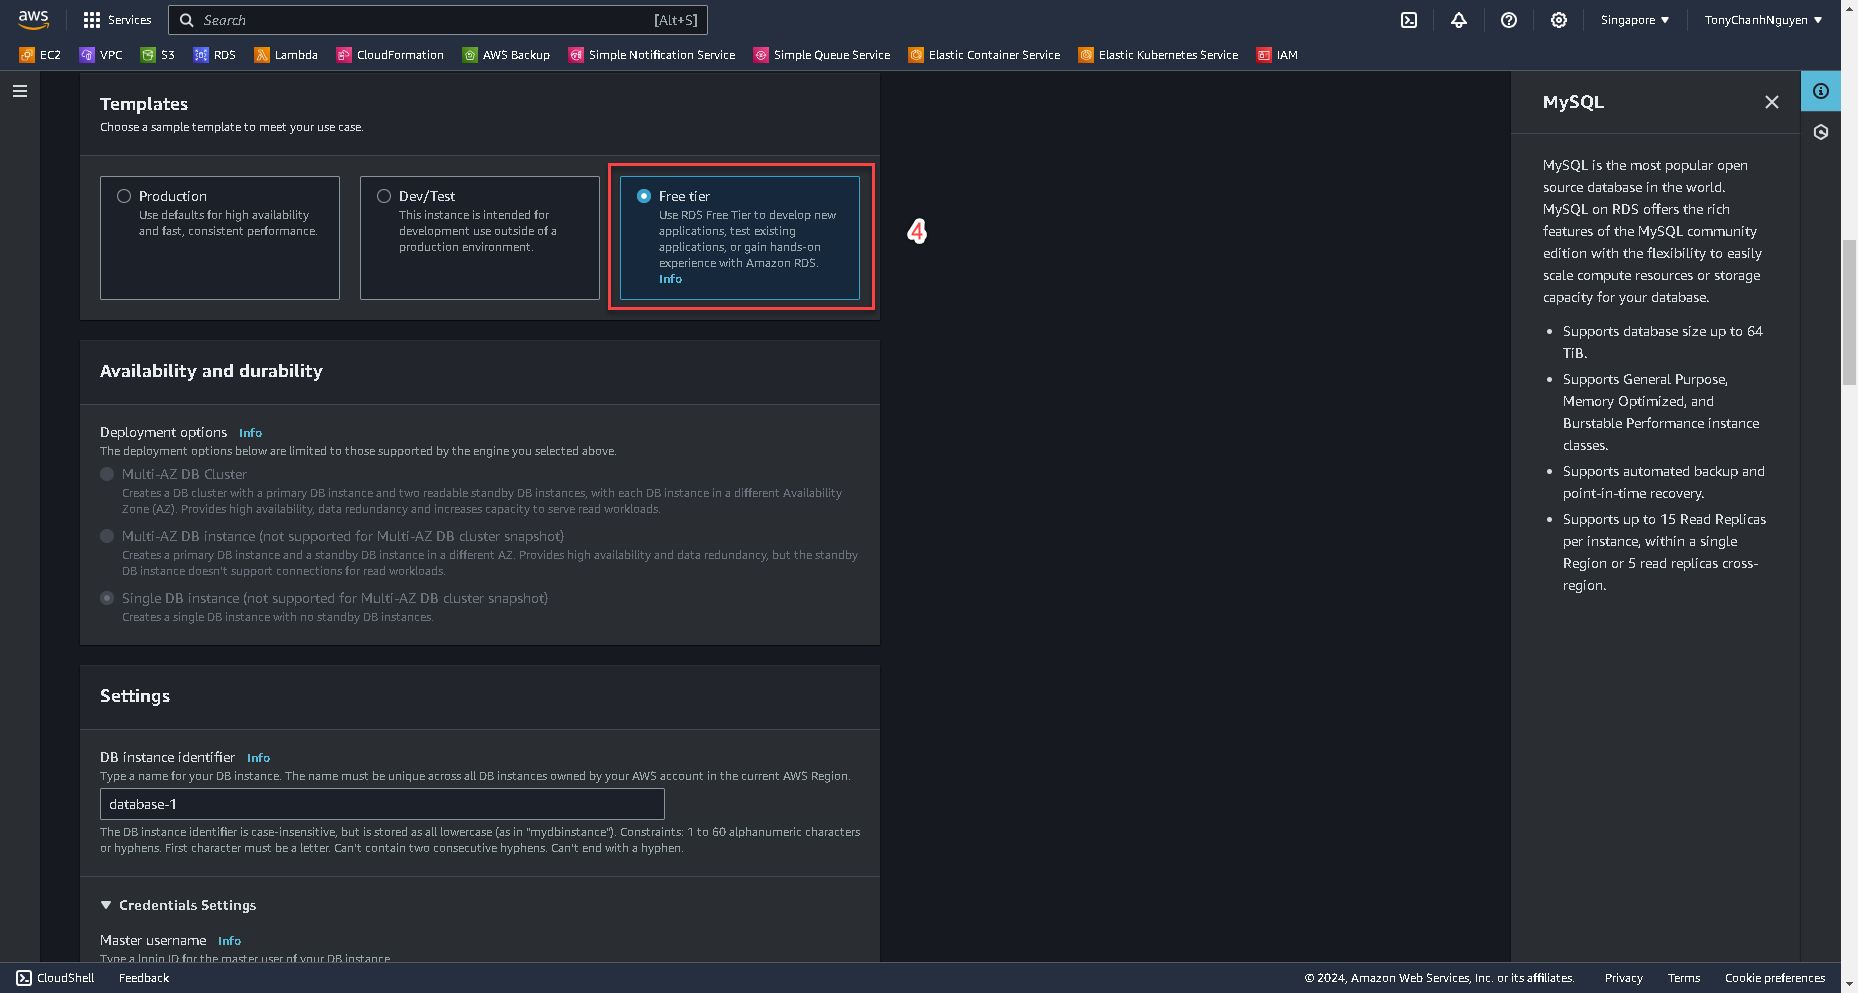 aws
Services
Search
[Alt+S]
Singapore ▼
TonyChanhNguyen ▼
EC2
VPC
S3
RDS
Lambda
CloudFormation
AWS Backup
Simple Notification Service
Simple Queue Service
Elastic Container Service
Elastic Kubernetes Service
IAM
Templates
Choose a sample template to meet your use case.
Production
Use defaults for high availability
and fast, consistent performance.
Dev/Test
This instance is intended for
development use outside of a
production environment.
Free tier
Use RDS Free Tier to develop new
applications, test existing
applications, or gain hands-on
experience with Amazon RDS.
Info
4
Availability and durability
Deployment options Info
The deployment options below are limited to those supported by the engine you selected above.
Multi-AZ DB Cluster
Creates a DB cluster with a primary DB instance and two readable standby DB instances, with each DB instance in a different Availability
Zone (AZ). Provides high availability, data redundancy and increases capacity to serve read workloads.
Multi-AZ DB instance (not supported for Multi-AZ DB cluster snapshot)
Creates a primary DB instance and a standby DB instance in a different AZ. Provides high availability and data redundancy, but the standby
DB instance doesn't support connections for read workloads.
Single DB instance (not supported for Multi-AZ DB cluster snapshot)
Creates a single DB instance with no standby DB instances.
Settings
DB instance identifier Info
Type a name for your DB instance. The name must be unique across all DB instances owned by your AWS account in the current AWS Region.
database-1
The DB instance identifier is case-insensitive, but is stored as all lowercase (as in "mydbinstance"). Constraints: 1 to 60 alphanumeric characters
or hyphens. First character must be a letter. Can't contain two consecutive hyphens. Can't end with a hyphen.
▼ Credentials Settings
Master username Info
Type a login ID for the master user of your DB instance.
MySQL
MySQL is the most popular open
source database in the world.
MySQL on RDS offers the rich
features of the MySQL community
edition with the flexibility to easily
scale compute resources or storage
capacity for your database.
• Supports database size up to 64
TiB.
• Supports General Purpose,
Memory Optimized, and
Burstable Performance instance
classes.
• Supports automated backup and
point-in-time recovery.
• Supports up to 15 Read Replicas
per instance, within a single
Region or 5 read replicas cross-
region.
CloudShell
Feedback
© 2024, Amazon Web Services, Inc. or its affiliates.
Privacy
Terms
Cookie preferences